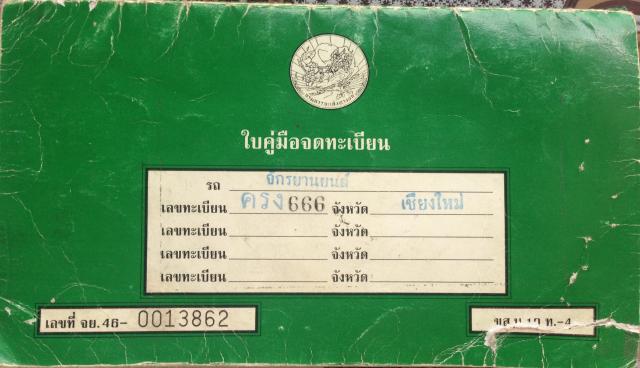 ใบคู่มือจดทะเบียน
รถ จักรยานยนต์
เลขทะเบียน ครง 666 จังหวัด เชียงใหม่
เลขทะเบียน จังหวัด
เลขทะเบียน จังหวัด
เลขทะเบียน จังหวัด
เลขที่ จย.46- 0013862